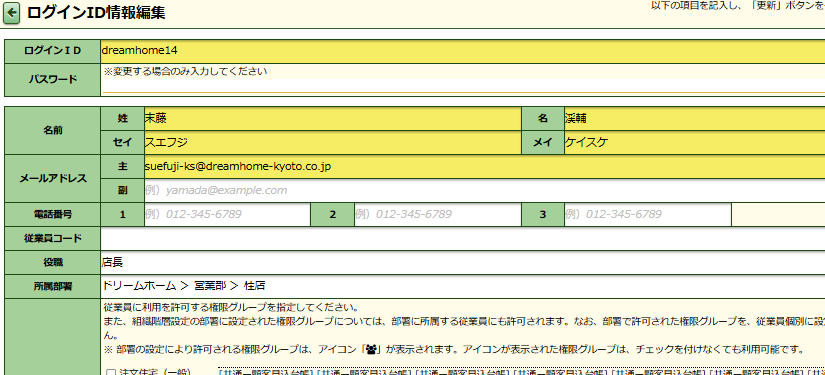 ログインID情報編集
以下の項目を記入し、「更新」ボタンを
ログインＩＤ dreamhome14
パスワード ※変更する場合のみ入力してください
名前 姓 末藤 名 渓輔
セイ スエフジ メイ ケイスケ
メールアドレス 主 suefuji-ks@dreamhome-kyoto.co.jp
副 例）yamada@example.com
電話番号 1 例）012-345-6789 2 例）012-345-6789 3 例）012-345-6789
従業員コード
役職 店長
所属部署 ドリームホーム ＞ 営業部 ＞ 桂店
従業員に利用を許可する権限グループを指定してください。
また、組織階層設定の部署に設定された権限グループについては、部署に所属する従業員にも許可されます。なお、部署で許可された権限グループを、従業員個別に設
ん。
※ 部署の設定により許可される権限グループは、アイコン「」が表示されます。アイコンが表示された権限グループは、チェックを付けなくても利用可能です。
注文住宅（一般）